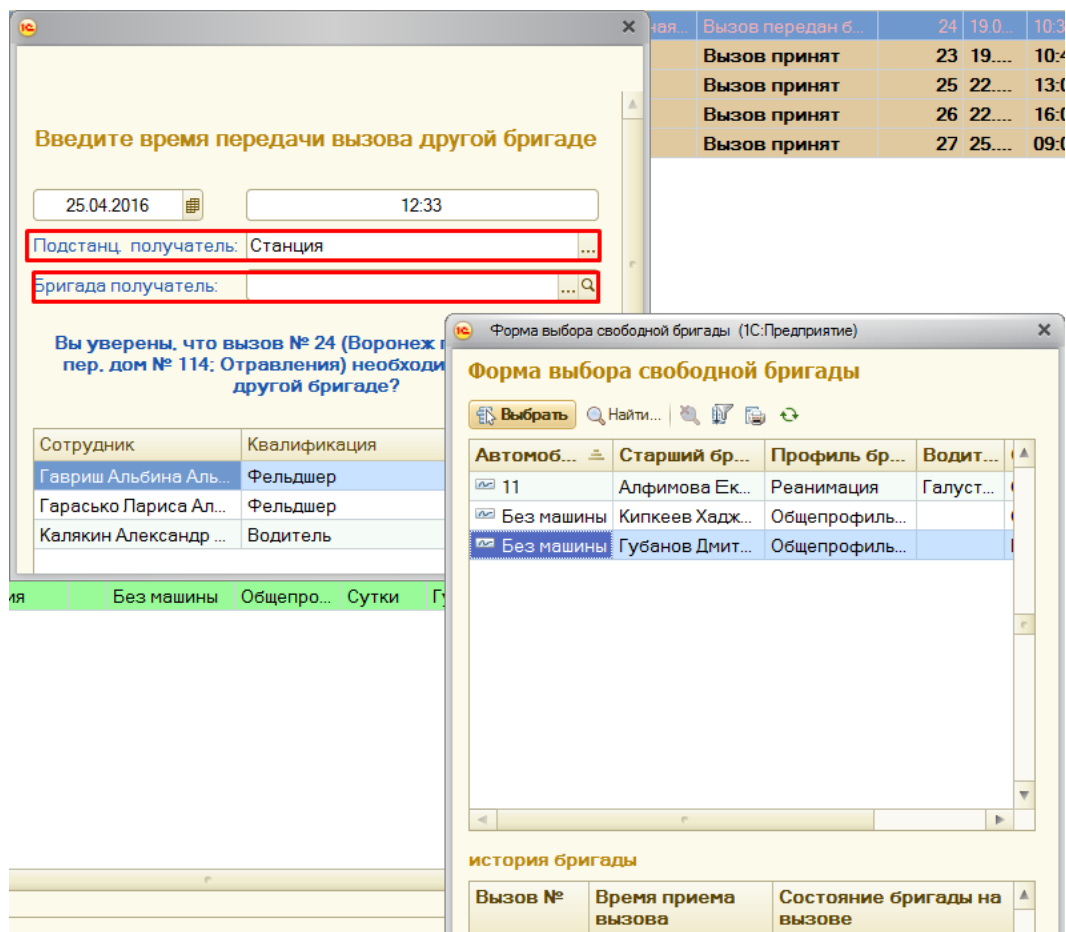 ная... Вызов передан б... 24 19.0... 10:3
Вызов принят 23 19.... 10:4
Вызов принят 25 22.... 13:0
Вызов принят 26 22.... 16:0
Вызов принят 27 25.... 09:0
Введите время передачи вызова другой бригаде
25.04.2016 12:33
Подстанц. получатель: Станция ...
Бригада получатель: ...
Вы уверены, что вызов № 24 (Воронеж г
пер, дом № 114; Отравления) необходи
другой бригаде?
Сотрудник Квалификация
Гавриш Альбина Аль... Фельдшер
Гарасько Лариса Ал... Фельдшер
Калякин Александр ... Водитель
ия Без машины Общепро... Сутки Г
Форма выбора свободной бригады (1С:Предприятие)
Форма выбора свободной бригады
Выбрать Найти...
Автомоб... Старший бр... Профиль бр... Водит...
11 Алфимова Ек... Реанимация Галуст...
Без машины Кипкеев Хадж... Общепрофиль...
Без машины Губанов Дмит... Общепрофиль...
история бригады
Вызов № Время приема Состояние бригады на
вызова вызове